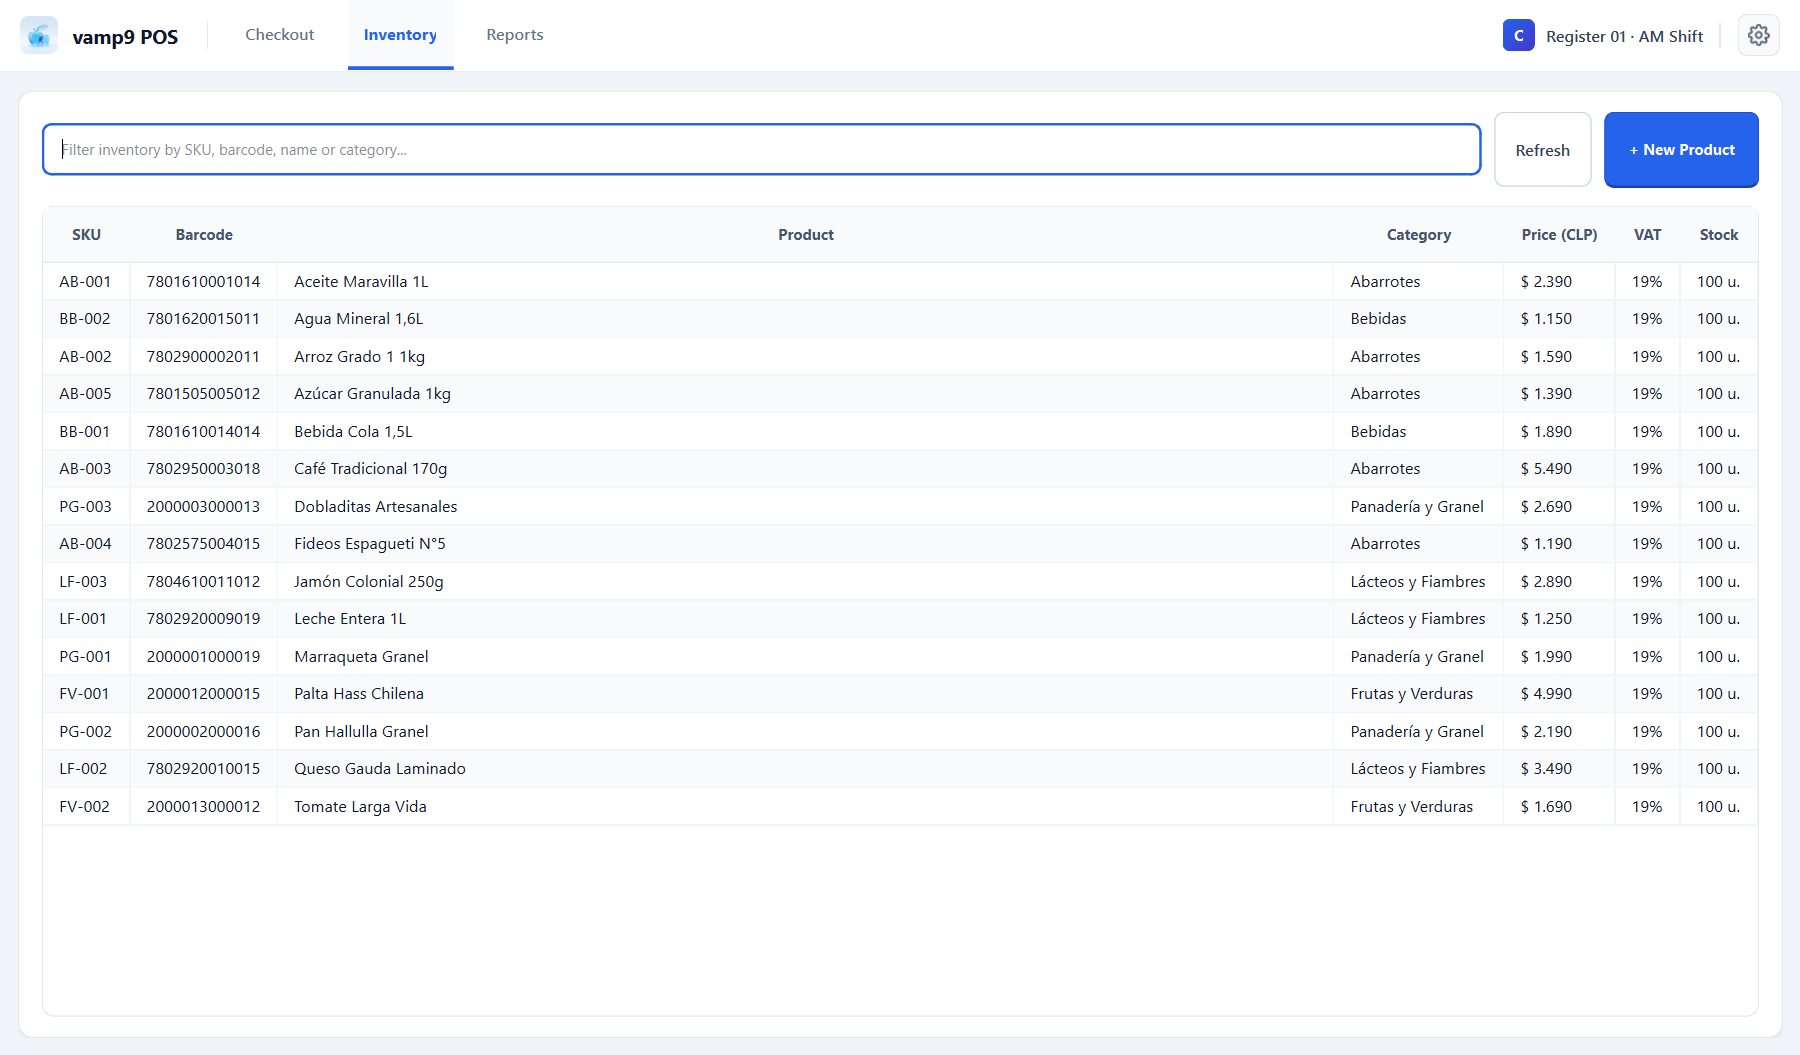 vamp9 POS
Checkout
Inventory
Reports
C
Register 01 · AM Shift
Filter inventory by SKU, barcode, name or category...
Refresh
+ New Product
SKU Barcode Product Category Price (CLP) VAT Stock
AB-001 7801610001014 Aceite Maravilla 1L Abarrotes $ 2.390 19% 100 u.
BB-002 7801620015011 Agua Mineral 1,6L Bebidas $ 1.150 19% 100 u.
AB-002 7802900002011 Arroz Grado 1 1kg Abarrotes $ 1.590 19% 100 u.
AB-005 7801505005012 Azúcar Granulada 1kg Abarrotes $ 1.390 19% 100 u.
BB-001 7801610014014 Bebida Cola 1,5L Bebidas $ 1.890 19% 100 u.
AB-003 7802950003018 Café Tradicional 170g Abarrotes $ 5.490 19% 100 u.
PG-003 2000003000013 Dobladitas Artesanales Panadería y Granel $ 2.690 19% 100 u.
AB-004 7802575004015 Fideos Espagueti N°5 Abarrotes $ 1.190 19% 100 u.
LF-003 7804610011012 Jamón Colonial 250g Lácteos y Fiambres $ 2.890 19% 100 u.
LF-001 7802920009019 Leche Entera 1L Lácteos y Fiambres $ 1.250 19% 100 u.
PG-001 2000001000019 Marraqueta Granel Panadería y Granel $ 1.990 19% 100 u.
FV-001 2000012000015 Palta Hass Chilena Frutas y Verduras $ 4.990 19% 100 u.
PG-002 2000002000016 Pan Hallulla Granel Panadería y Granel $ 2.190 19% 100 u.
LF-002 7802920010015 Queso Gauda Laminado Lácteos y Fiambres $ 3.490 19% 100 u.
FV-002 2000013000012 Tomate Larga Vida Frutas y Verduras $ 1.690 19% 100 u.